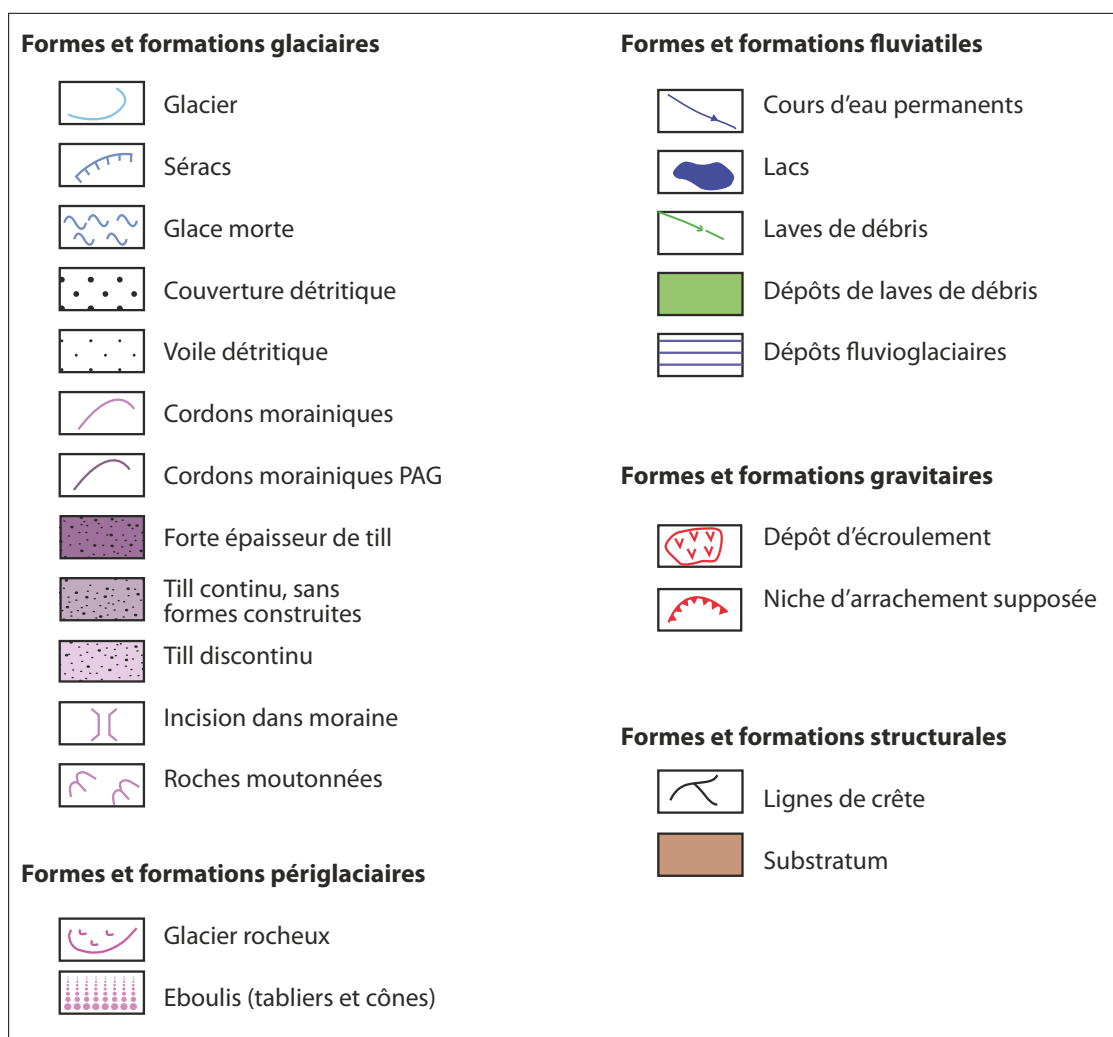 Formes et formations glaciaires
Glacier
Séracs
Glace morte
Couverture détritique
Voile détritique
Cordons morainiques
Cordons morainiques PAG
Forte épaisseur de till
Till continu, sans
formes construites
Till discontinu
Incision dans moraine
Roches moutonnées
Formes et formations périglaciaires
Glacier rocheux
Eboulis (tabliers et cônes)
Formes et formations fluviatiles
Cours d'eau permanents
Lacs
Laves de débris
Dépôts de laves de débris
Dépôts fluvioglaciaires
Formes et formations gravitaires
Dépôt d'écroulement
Niche d'arrachement supposée
Formes et formations structurales
Lignes de crête
Substratum